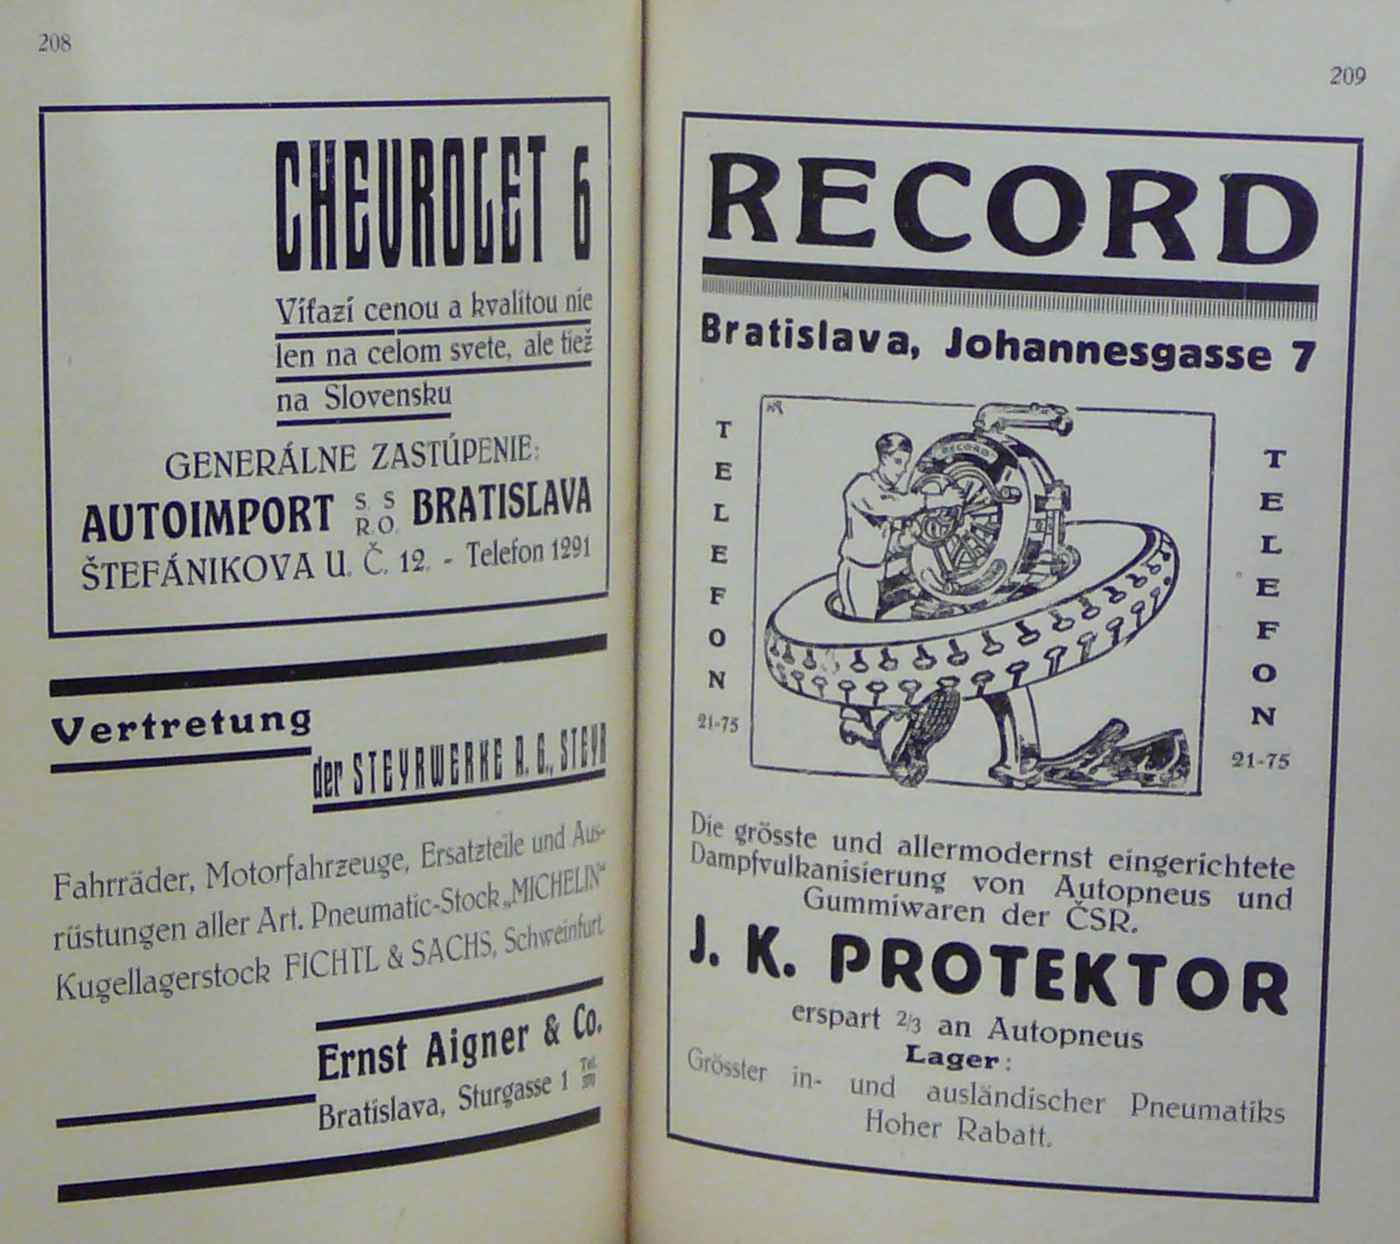 208
CHEVROLET 6
Víťazí cenou a kvalitou nie
len na celom svete, ale tiež
na Slovensku
GENERÁLNE ZASTÚPENIE:
AUTOIMPORT S. S R.O. BRATISLAVA
ŠTEFÁNIKOVA U. Č. 12. - Telefon 1291
Vertretung
der STEYRWERKE A. G., STEYR
Fahrräder, Motorfahrzeuge, Ersatzteile und Aus-
rüstungen aller Art. Pneumatic-Stock „MICHELIN“
Kugellagerstock FICHTL & SACHS, Schweinfurt.
Ernst Aigner & Co.
Bratislava, Sturgasse 1 Tel.
209
RECORD
Bratislava, Johannesgasse 7
TELEFON
21-75
RECORD
TELEFON
21-75
Die grösste und allermodernst eingerichtete
Dampfvulkanisierung von Autopneus und
Gummiwaren der ČSR.
J. K. PROTEKTOR
erspart 2/3 an Autopneus
Lager:
Grösster in- und ausländischer Pneumatiks
Hoher Rabatt.